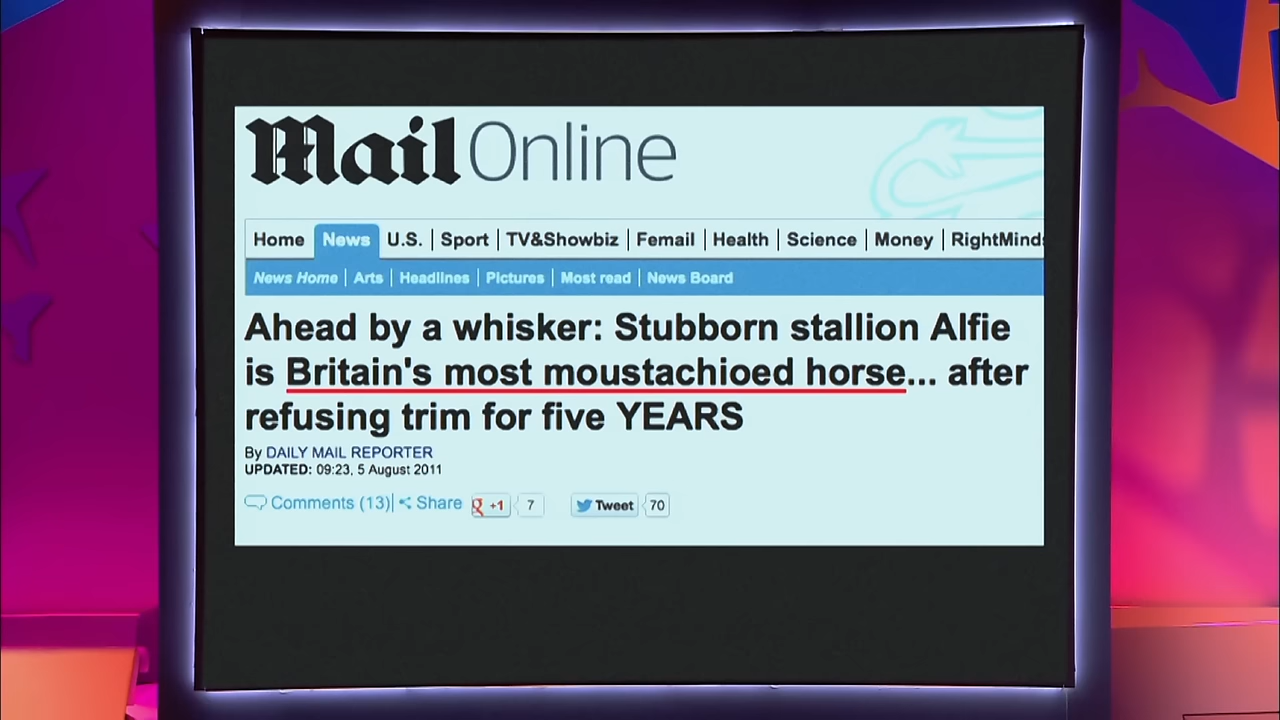 Mail Online
Home News U.S. Sport TV&Showbiz Femail Health Science Money RightMinds
News Home Arts Headlines Pictures Most read News Board
Ahead by a whisker: Stubborn stallion Alfie
is Britain's most moustachioed horse... after
refusing trim for five YEARS
By DAILY MAIL REPORTER
UPDATED: 09:23, 5 August 2011
Comments (13) Share g +1 7 Tweet 70